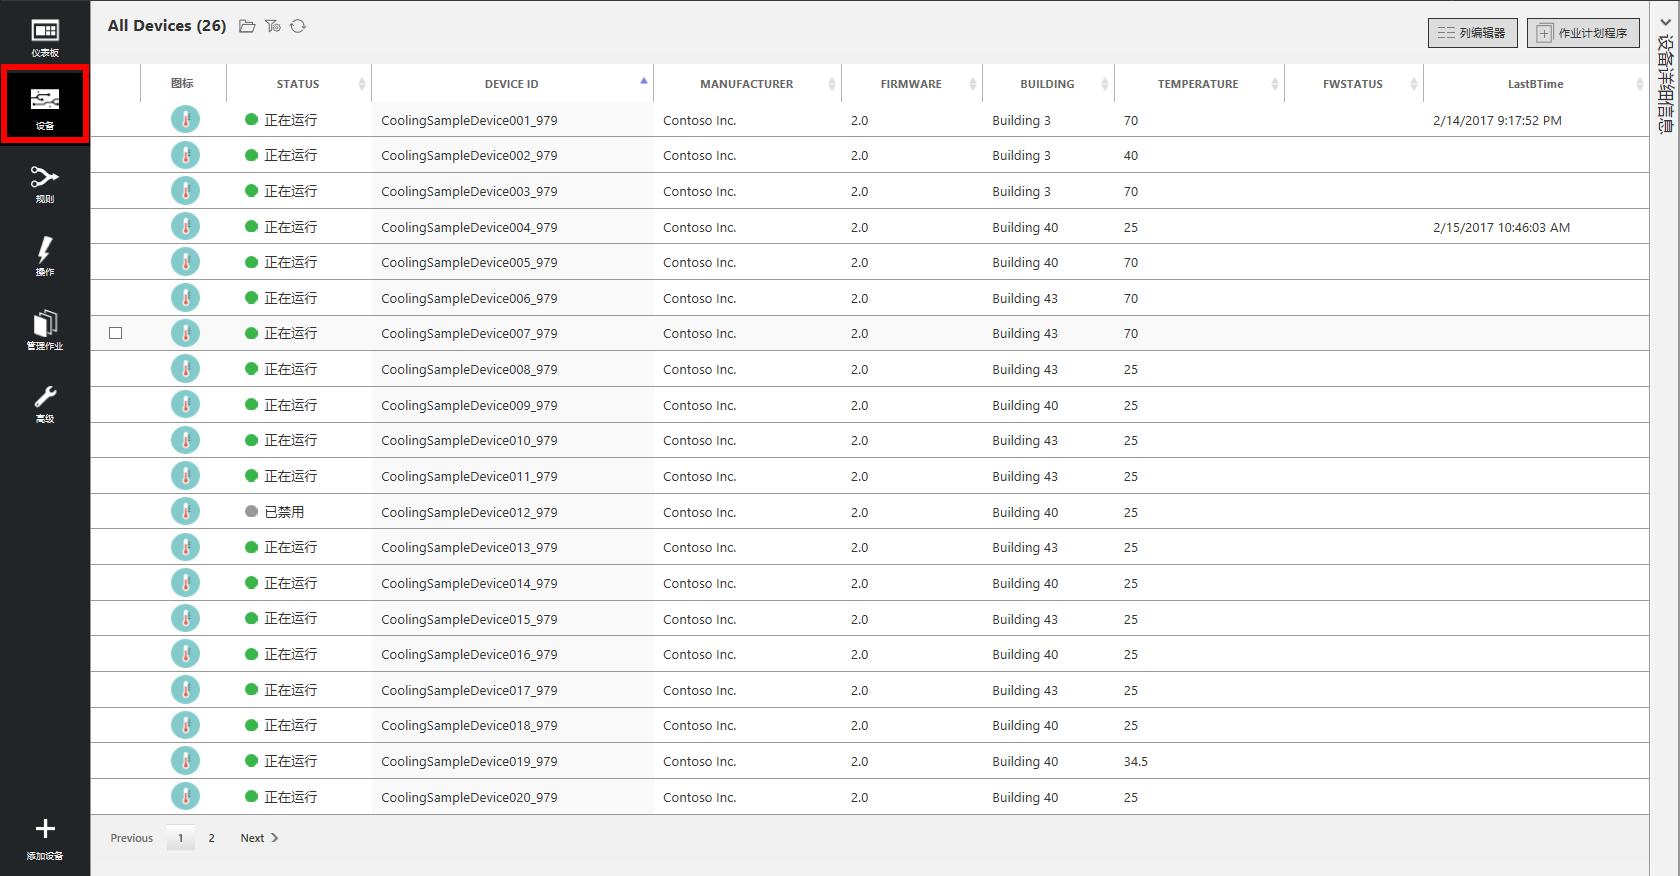 仪表板
设备
规则
操作
管理作业
高级
添加设备
All Devices (26)
列编辑器
作业计划程序
图标 STATUS DEVICE ID MANUFACTURER FIRMWARE BUILDING TEMPERATURE FWSTATUS LastBTime
正在运行 CoolingSampleDevice001_979 Contoso Inc. 2.0 Building 3 70 2/14/2017 9:17:52 PM
正在运行 CoolingSampleDevice002_979 Contoso Inc. 2.0 Building 3 40
正在运行 CoolingSampleDevice003_979 Contoso Inc. 2.0 Building 3 70
正在运行 CoolingSampleDevice004_979 Contoso Inc. 2.0 Building 40 25 2/15/2017 10:46:03 AM
正在运行 CoolingSampleDevice005_979 Contoso Inc. 2.0 Building 40 70
正在运行 CoolingSampleDevice006_979 Contoso Inc. 2.0 Building 43 70
正在运行 CoolingSampleDevice007_979 Contoso Inc. 2.0 Building 43 70
正在运行 CoolingSampleDevice008_979 Contoso Inc. 2.0 Building 43 25
正在运行 CoolingSampleDevice009_979 Contoso Inc. 2.0 Building 40 25
正在运行 CoolingSampleDevice010_979 Contoso Inc. 2.0 Building 43 25
正在运行 CoolingSampleDevice011_979 Contoso Inc. 2.0 Building 43 25
已禁用 CoolingSampleDevice012_979 Contoso Inc. 2.0 Building 40 25
正在运行 CoolingSampleDevice013_979 Contoso Inc. 2.0 Building 43 25
正在运行 CoolingSampleDevice014_979 Contoso Inc. 2.0 Building 40 25
正在运行 CoolingSampleDevice015_979 Contoso Inc. 2.0 Building 43 25
正在运行 CoolingSampleDevice016_979 Contoso Inc. 2.0 Building 40 25
正在运行 CoolingSampleDevice017_979 Contoso Inc. 2.0 Building 43 25
正在运行 CoolingSampleDevice018_979 Contoso Inc. 2.0 Building 40 25
正在运行 CoolingSampleDevice019_979 Contoso Inc. 2.0 Building 40 34.5
正在运行 CoolingSampleDevice020_979 Contoso Inc. 2.0 Building 40 25
Previous 1 2 Next
设备详细信息